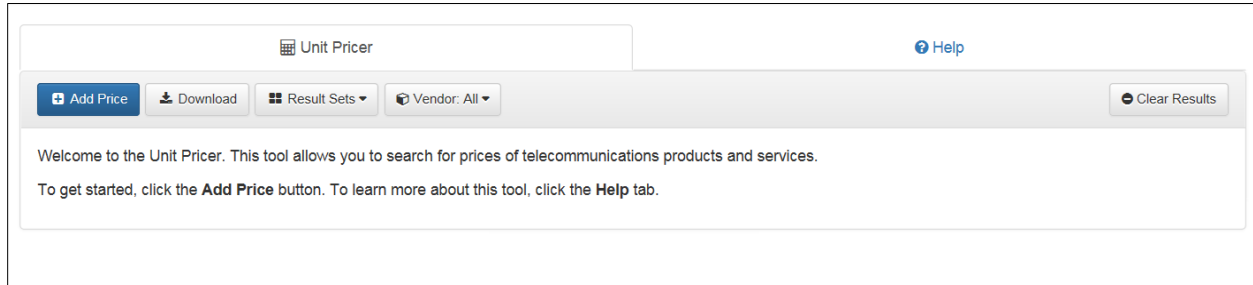 Unit Pricer
Help
Add Price
Download
Result Sets
Vendor: All
Clear Results
Welcome to the Unit Pricer. This tool allows you to search for prices of telecommunications products and services.
To get started, click the Add Price button. To learn more about this tool, click the Help tab.